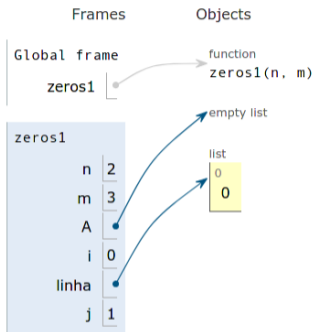 Frames Objects
Global frame
zeros1
function
zeros1(n, m)
empty list
zeros1
n 2
m 3
A
i 0
linha
j 1
list
0
0